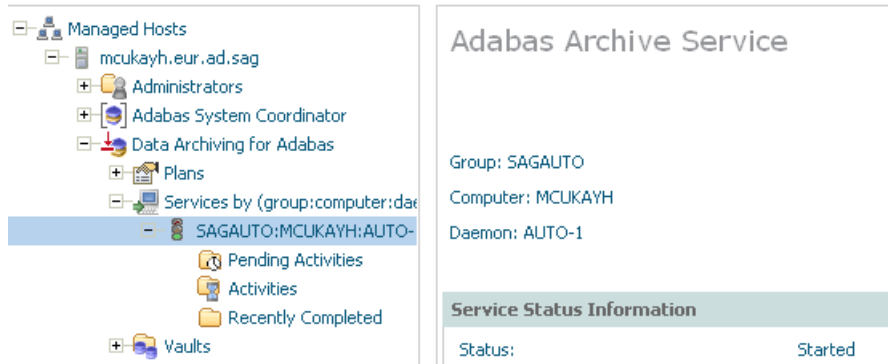 Managed Hosts
mcukayh.eur.ad.sag
Administrators
Adabas System Coordinator
Data Archiving for Adabas
Plans
Services by (group:computer:dae
SAGAUTO:MCUKAYH:AUTO-
Pending Activities
Activities
Recently Completed
Vaults
Adabas Archive Service
Group: SAGAUTO
Computer: MCUKAYH
Daemon: AUTO-1
Service Status Information
Status: Started